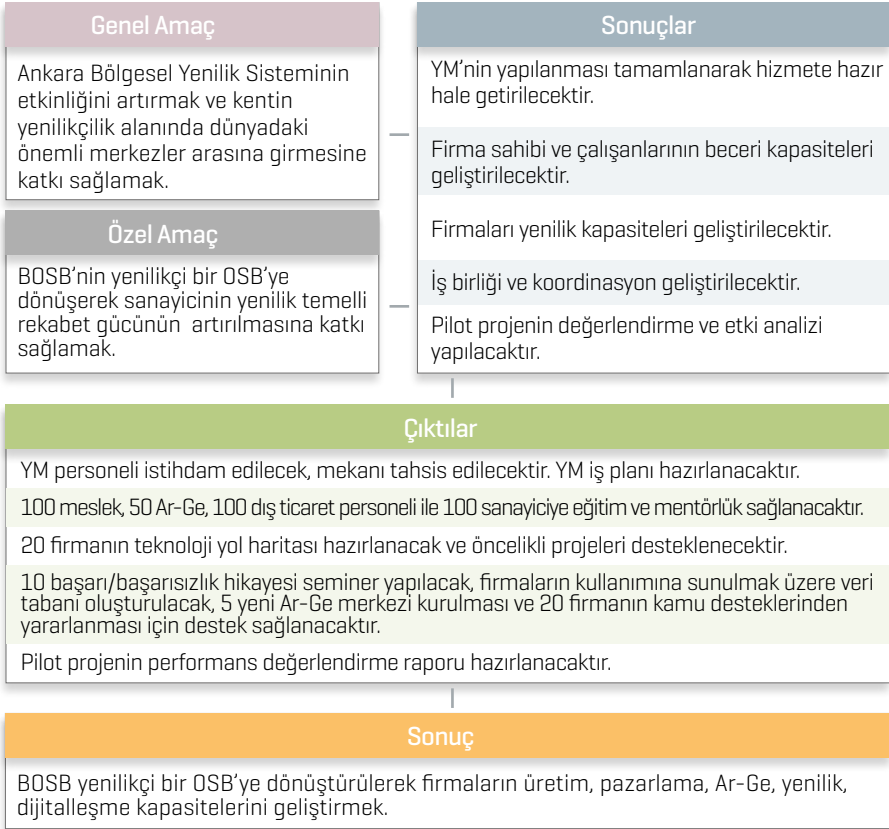 Genel Amaç
Ankara Bölgesel Yenilik Sisteminin
etkinliğini artırmak ve kentin
yenilikçilik alanında dünyadaki
önemli merkezler arasına girmesine
katkı sağlamak.
Özel Amaç
BOSB'nin yenilikçi bir OSB'ye
dönüşerek sanayicinin yenilik temelli
rekabet gücünün artırılmasına katkı
sağlamak.
Sonuçlar
YM'nin yapılanması tamamlanarak hizmete hazır
hale getirilecektir.
Firma sahibi ve çalışanlarının beceri kapasiteleri
geliştirilecektir.
Firmaları yenilik kapasiteleri geliştirilecektir.
İş birliği ve koordinasyon geliştirilecektir.
Pilot projenin değerlendirme ve etki analizi
yapılacaktır.
Çıktılar
YM personeli istihdam edilecek, mekanı tahsis edilecektir. YM iş planı hazırlanacaktır.
100 meslek, 50 Ar-Ge, 100 dış ticaret personeli ile 100 sanayiciye eğitim ve mentörlük sağlanacaktır.
20 firmanın teknoloji yol haritası hazırlanacak ve öncelikli projeleri desteklenecektir.
10 başarı/başarısızlık hikayesi seminer yapılacak, firmaların kullanımına sunulmak üzere veri
tabanı oluşturulacak, 5 yeni Ar-Ge merkezi kurulması ve 20 firmanın kamu desteklerinden
yararlanması için destek sağlanacaktır.
Pilot projenin performans değerlendirme raporu hazırlanacaktır.
Sonuç
BOSB yenilikçi bir OSB'ye dönüştürülerek firmaların üretim, pazarlama, Ar-Ge, yenilik,
dijitalleşme kapasitelerini geliştirmek.